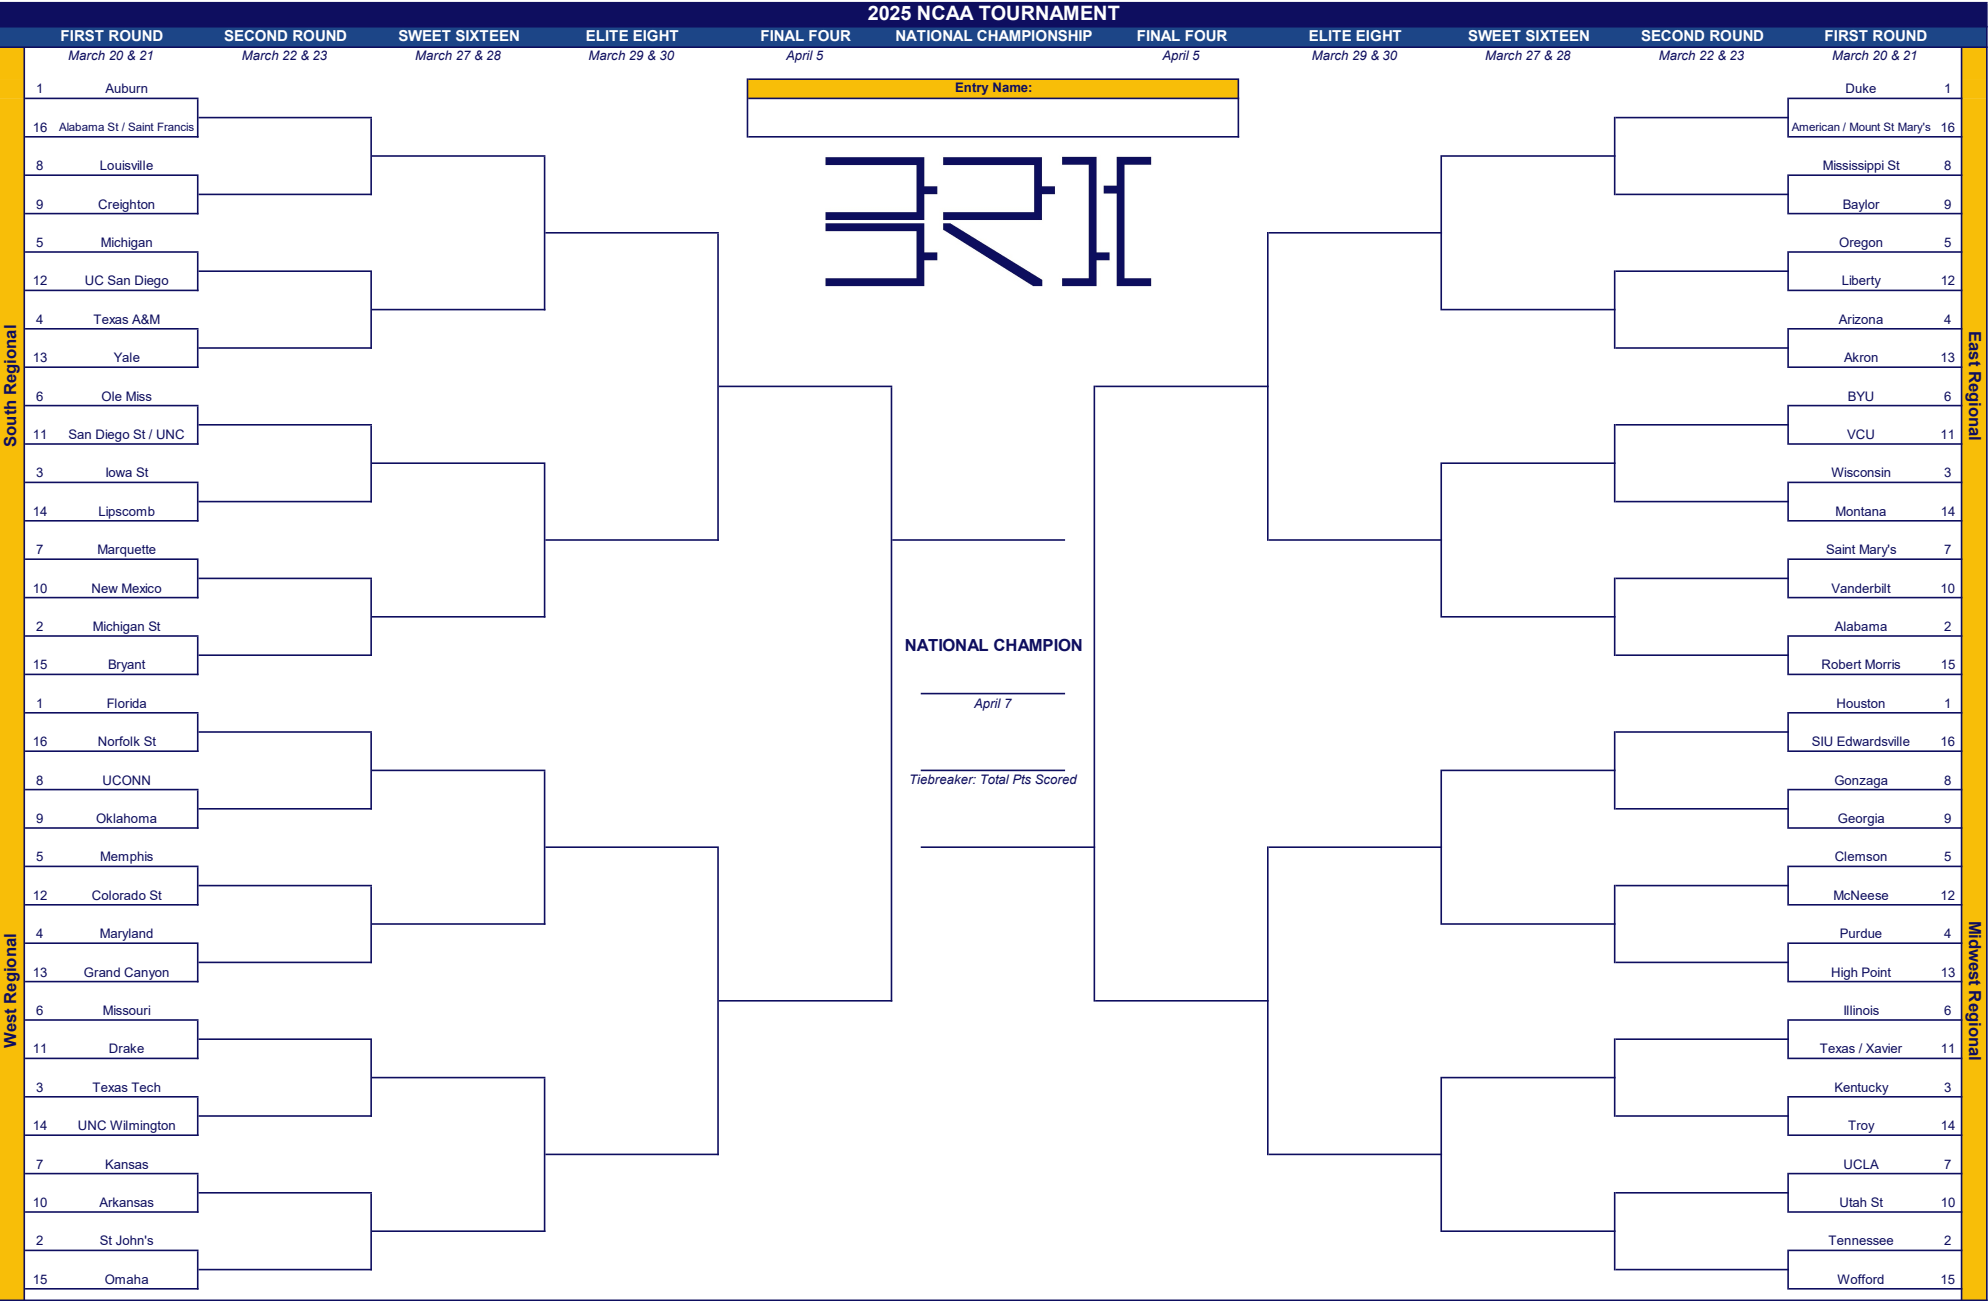 2025 NCAA TOURNAMENT
FIRST ROUND SECOND ROUND SWEET SIXTEEN ELITE EIGHT FINAL FOUR NATIONAL CHAMPIONSHIP FINAL FOUR ELITE EIGHT SWEET SIXTEEN SECOND ROUND FIRST ROUND
March 20 & 21 March 22 & 23 March 27 & 28 March 29 & 30 April 5 April 5 March 29 & 30 March 27 & 28 March 22 & 23 March 20 & 21
Entry Name:
South Regional
1 Auburn
16 Alabama St / Saint Francis
8 Louisville
9 Creighton
5 Michigan
12 UC San Diego
4 Texas A&M
13 Yale
6 Ole Miss
11 San Diego St / UNC
3 Iowa St
14 Lipscomb
7 Marquette
10 New Mexico
2 Michigan St
15 Bryant
West Regional
1 Florida
16 Norfolk St
8 UCONN
9 Oklahoma
5 Memphis
12 Colorado St
4 Maryland
13 Grand Canyon
6 Missouri
11 Drake
3 Texas Tech
14 UNC Wilmington
7 Kansas
10 Arkansas
2 St John's
15 Omaha
NATIONAL CHAMPION
April 7
Tiebreaker: Total Pts Scored
East Regional
Duke 1
American / Mount St Mary's 16
Mississippi St 8
Baylor 9
Oregon 5
Liberty 12
Arizona 4
Akron 13
BYU 6
VCU 11
Wisconsin 3
Montana 14
Saint Mary's 7
Vanderbilt 10
Alabama 2
Robert Morris 15
Midwest Regional
Houston 1
SIU Edwardsville 16
Gonzaga 8
Georgia 9
Clemson 5
McNeese 12
Purdue 4
High Point 13
Illinois 6
Texas / Xavier 11
Kentucky 3
Troy 14
UCLA 7
Utah St 10
Tennessee 2
Wofford 15